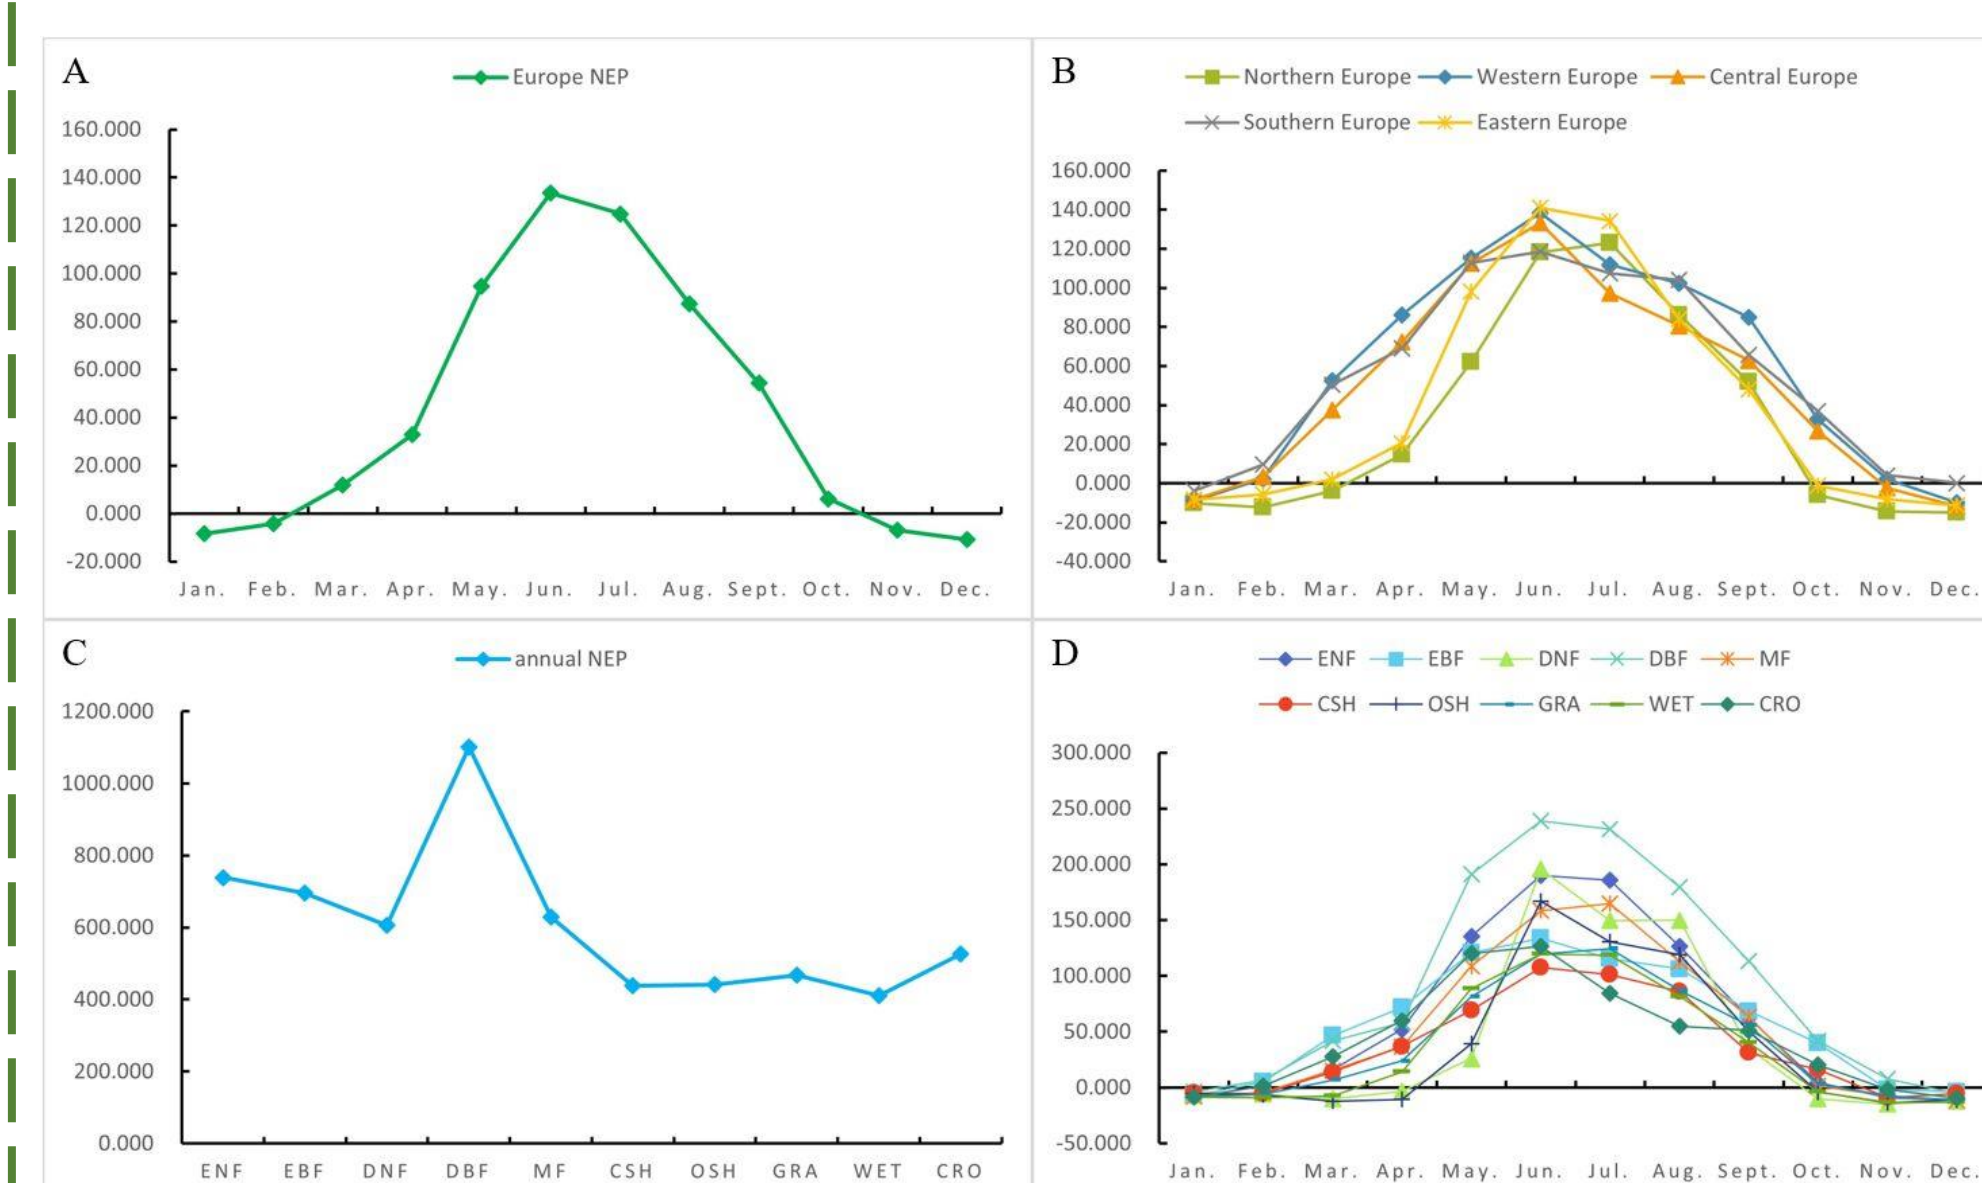 A
Europe NEP
160.000
140.000
120.000
100.000
80.000
60.000
40.000
20.000
0.000
-20.000
Jan. Feb. Mar. Apr. May. Jun. Jul. Aug. Sept. Oct. Nov. Dec.
B
Northern Europe Western Europe Central Europe
Southern Europe Eastern Europe
160.000
140.000
120.000
100.000
80.000
60.000
40.000
20.000
0.000
-20.000
-40.000
Jan. Feb. Mar. Apr. May. Jun. Jul. Aug. Sept. Oct. Nov. Dec.
C
annual NEP
1200.000
1000.000
800.000
600.000
400.000
200.000
0.000
ENF EBF DNF DBF MF CSH OSH GRA WET CRO
D
ENF EBF DNF DBF MF
CSH OSH GRA WET CRO
300.000
250.000
200.000
150.000
100.000
50.000
0.000
-50.000
Jan. Feb. Mar. Apr. May. Jun. Jul. Aug. Sept. Oct. Nov. Dec.